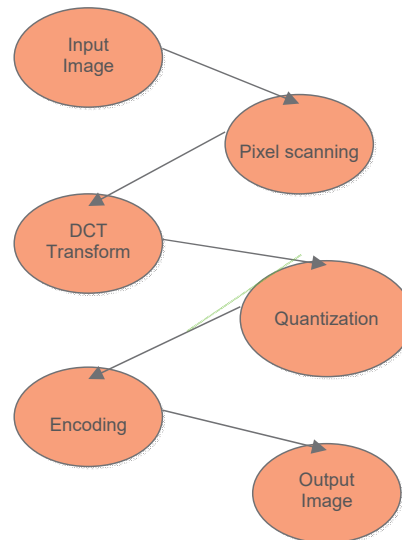 Input
Image
Pixel scanning
DCT
Transform
Quantization
Encoding
Output
Image